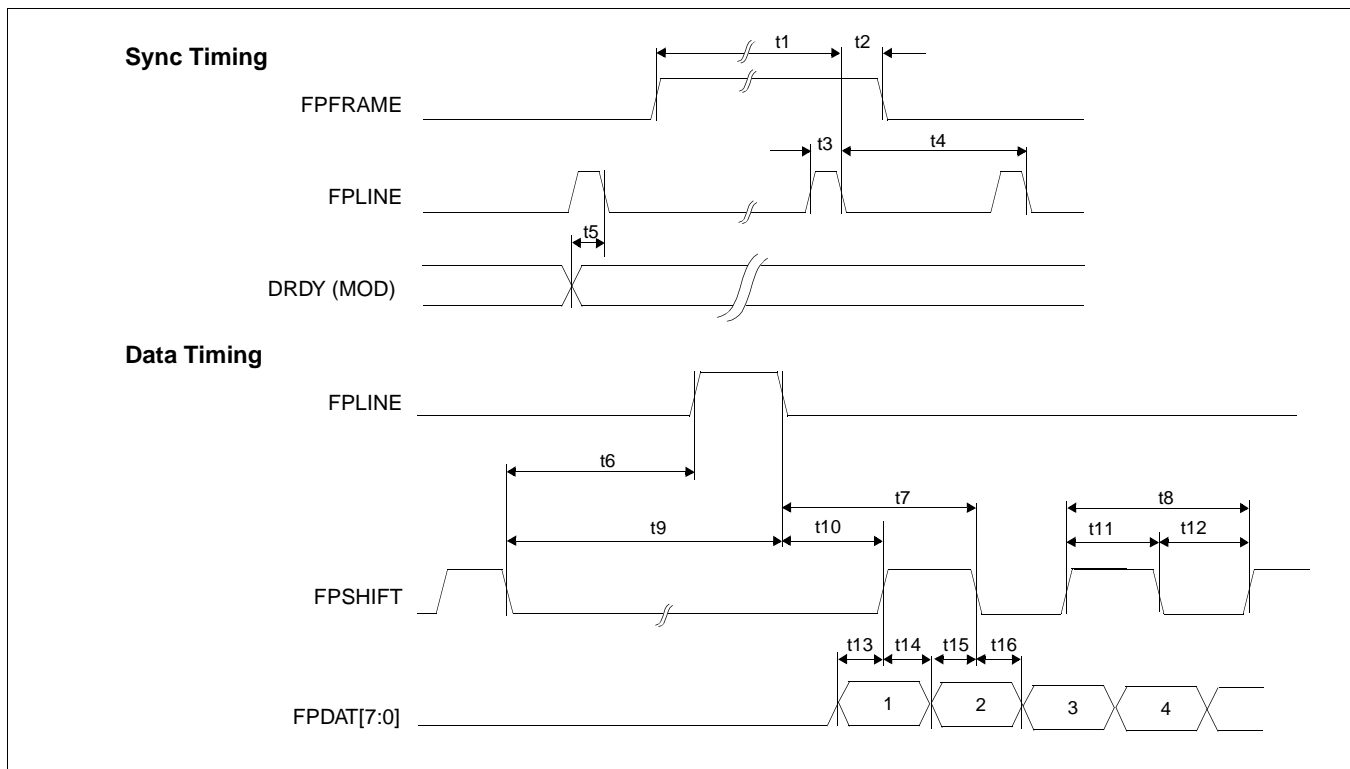 Sync Timing
t1 t2
FPFRAME
t3 t4
FPLINE
t5
DRDY (MOD)
Data Timing
FPLINE
t6
t7 t8
t9 t10 t11 t12
FPSHIFT
t13 t14 t15 t16
FPDAT[7:0] 1 2 3 4